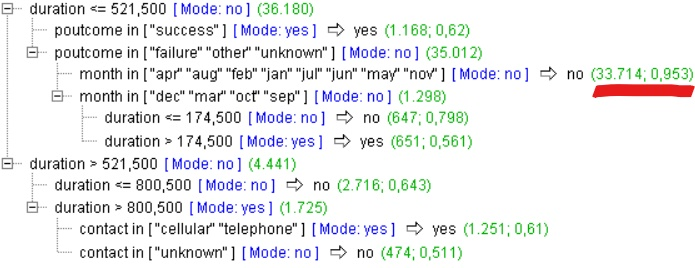 duration <= 521,500 [ Mode: no ] (36.180)
poutcome in [ "success" ] [ Mode: yes ] ⇨ yes (1.168; 0,62)
poutcome in [ "failure" "other" "unknown" ] [ Mode: no ] (35.012)
month in [ "apr" "aug" "feb" "jan" "jul" "jun" "may" "nov" ] [ Mode: no ] ⇨ no (33.714; 0,953)
month in [ "dec" "mar" "oct" "sep" ] [ Mode: no ] (1.298)
duration <= 174,500 [ Mode: no ] ⇨ no (647; 0,798)
duration > 174,500 [ Mode: yes ] ⇨ yes (651; 0,561)
duration > 521,500 [ Mode: no ] (4.441)
duration <= 800,500 [ Mode: no ] ⇨ no (2.716; 0,643)
duration > 800,500 [ Mode: yes ] (1.725)
contact in [ "cellular" "telephone" ] [ Mode: yes ] ⇨ yes (1.251; 0,61)
contact in [ "unknown" ] [ Mode: no ] ⇨ no (474; 0,511)